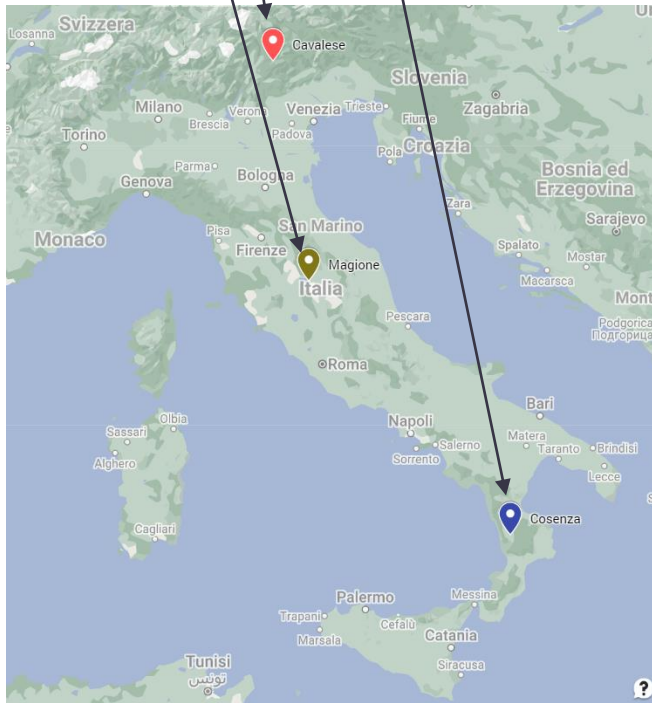 Losanna
Svizzera
Cavalese
Slovenia
Milano
Brescia
Verona
Venezia
Trieste
Zagabria
Padova
Fiume
Torino
Pola
Croazia
Parma
Bologna
Bosnia ed
Erzegovina
Genova
Zara
San Marino
Sarajevo
Pisa
Firenze
Monaco
Spalato
Mostar
Magione
Macarsca
Italia
Mont
Pescara
Podgorica
Подгорица
Roma
Bari
Olbia
Napoli
Sassari
Salerno
Matera
Taranto
Brindisi
Alghero
Sorrento
Lecce
Cagliari
Cosenza
Palermo
Messina
Trapani
Cefalù
Marsala
Catania
Siracusa
Tunisi
تونس
?